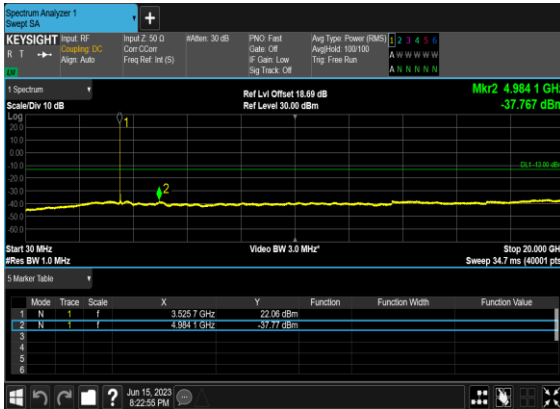 Spectrum Analyzer 1
Swept SA
+
KEYSIGHT Input: RF Input Z: 50 Ω #Atten: 30 dB PNO: Fast Avg Type: Power (RMS) 1 2 3 4 5 6
R T Coupling: DC Corr CCorr Gate: Off Avg|Hold: 100/100 A W W W W W
Align: Auto Freq Ref: Int (S) IF Gain: Low Trig: Free Run
Sig Track: Off A N N N N N
LW
1 Spectrum
Scale/Div 10 dB Ref Lvl Offset 18.69 dB Mkr2 4.984 1 GHz
Ref Level 30.00 dBm -37.767 dBm
Log
1
20.0
10.0
0.00
-10.0
DL1 -13.00 dBm
-20.0
-30.0
2
-40.0
-50.0
-60.0
Start 30 MHz Video BW 3.0 MHz* Stop 20.000 GHz
#Res BW 1.0 MHz Sweep 34.7 ms (40001 pts)
5 Marker Table
Mode Trace Scale X Y Function Function Width Function Value
1 N 1 f 3.525 7 GHz 22.06 dBm
2 N 1 f 4.984 1 GHz -37.77 dBm
3
4
5
6
? Jun 15, 2023
8:22:55 PM